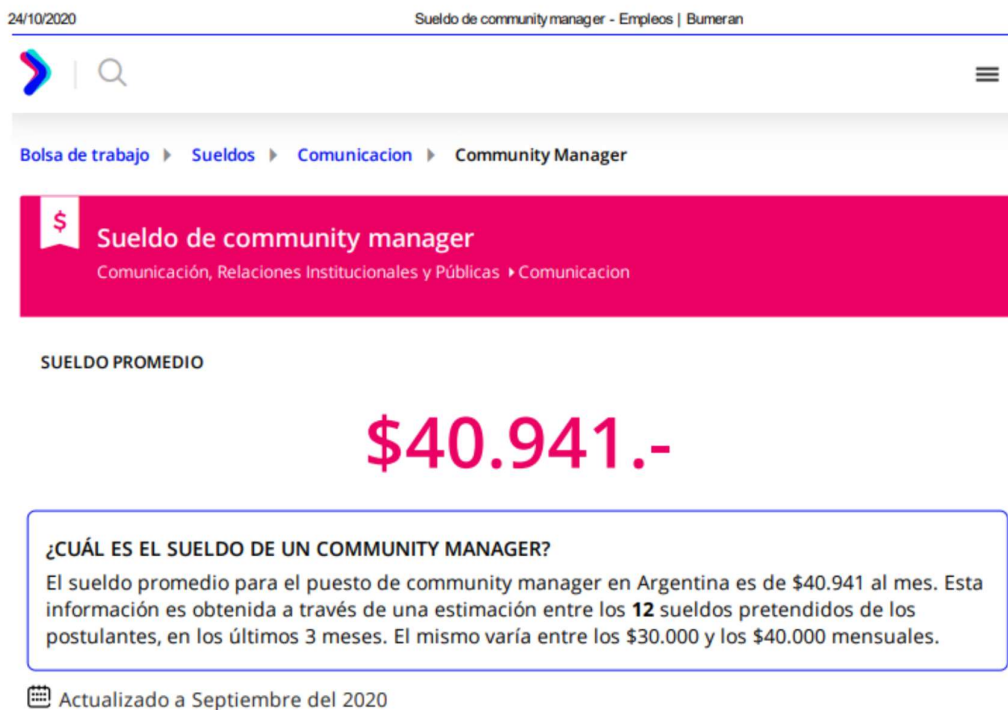 24/10/2020 Sueldo de community manager - Empleos | Bumeran
Bolsa de trabajo Sueldos Comunicacion Community Manager
$
Sueldo de community manager
Comunicación, Relaciones Institucionales y Públicas Comunicacion
SUELDO PROMEDIO
$40.941.-
¿CUÁL ES EL SUELDO DE UN COMMUNITY MANAGER?
El sueldo promedio para el puesto de community manager en Argentina es de $40.941 al mes. Esta
información es obtenida a través de una estimación entre los 12 sueldos pretendidos de los
postulantes, en los últimos 3 meses. El mismo varía entre los $30.000 y los $40.000 mensuales.
Actualizado a Septiembre del 2020